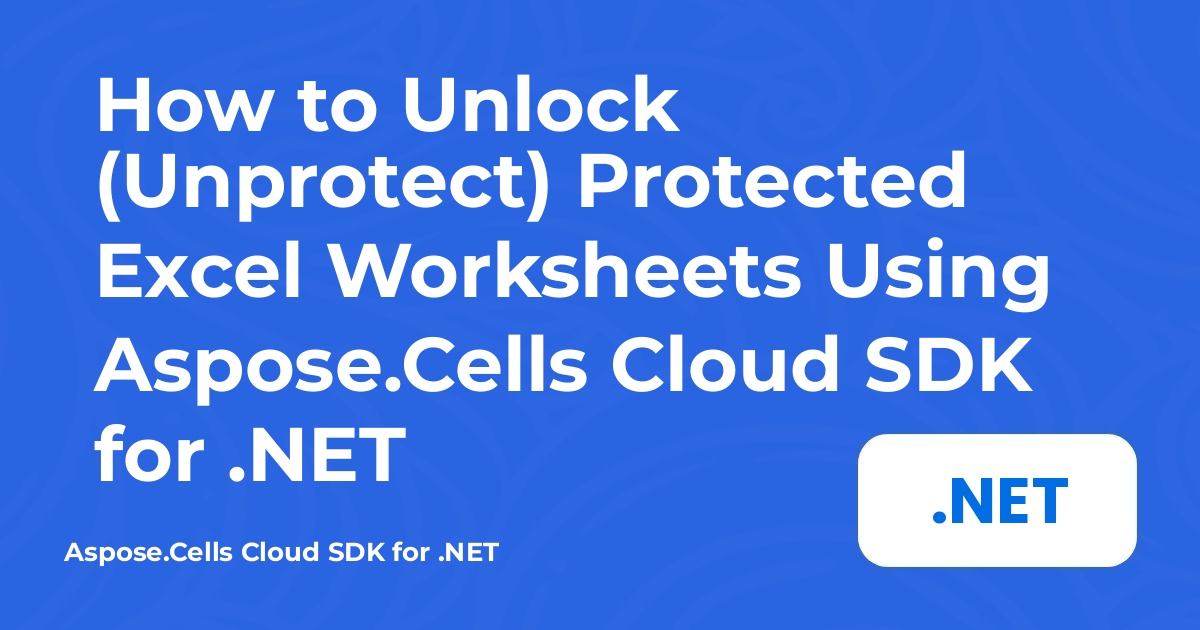 How to Unlock
(Unprotect) Protected
Excel Worksheets Using
Aspose.Cells Cloud SDK
for .NET
.NET
Aspose.Cells Cloud SDK for .NET